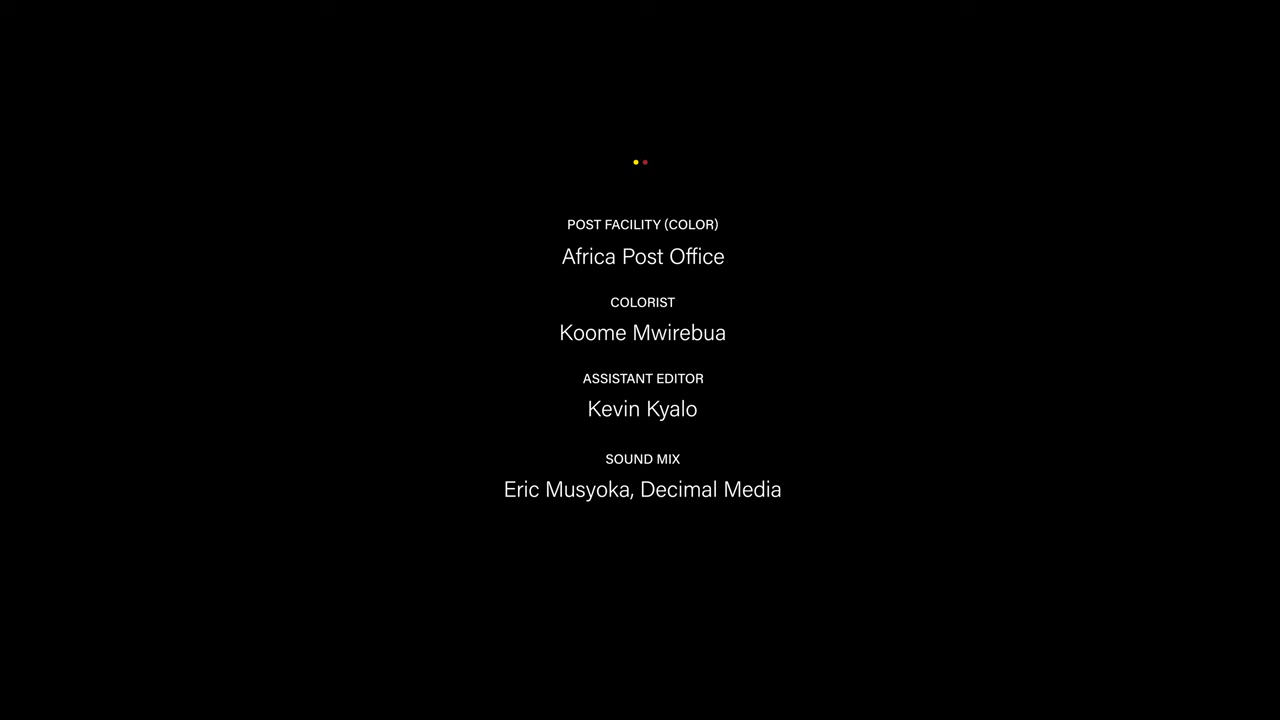 POST FACILITY (COLOR)
Africa Post Office
COLORIST
Koome Mwirebua
ASSISTANT EDITOR
Kevin Kyalo
SOUND MIX
Eric Musyoka, Decimal Media